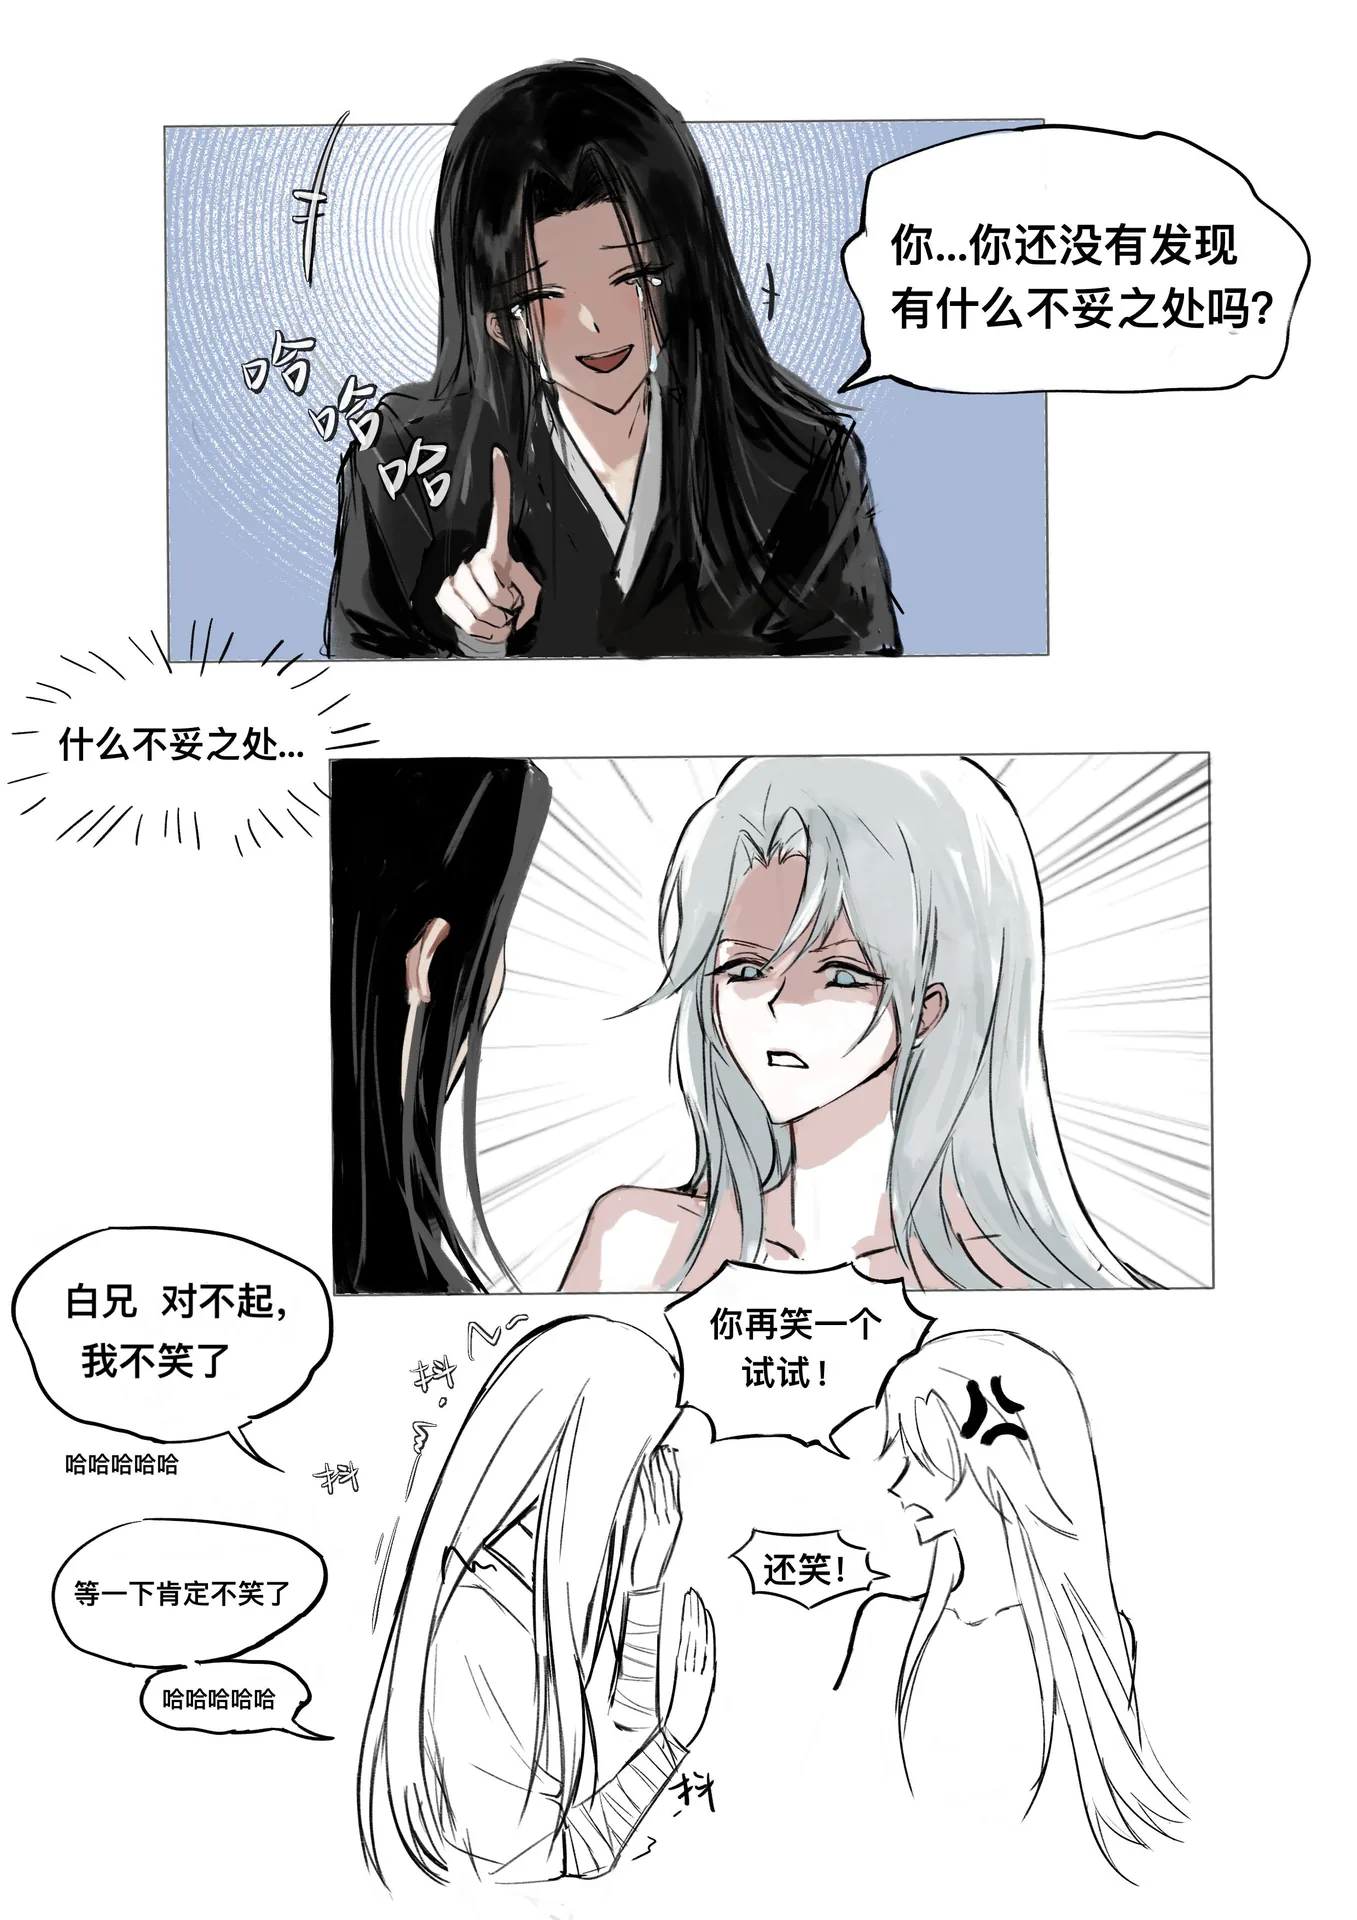 你...你还没有发现
有什么不妥之处吗？
哈
哈
哈
什么不妥之处...
白兄 对不起，
我不笑了
哈哈哈哈哈
你再笑一个
试试！
抖
抖
还笑！
等一下肯定不笑了
哈哈哈哈哈
抖